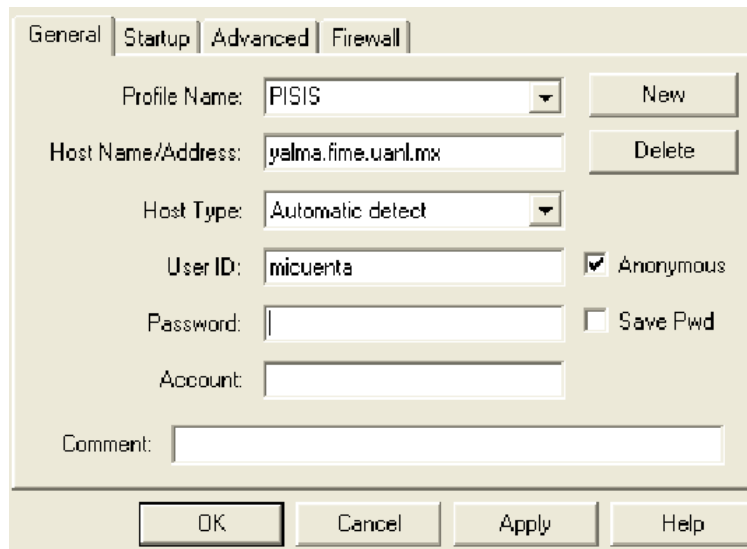 General Startup Advanced Firewall
Profile Name: PISIS New
Host Name/Address: yalma.fime.uanl.mx Delete
Host Type: Automatic detect
User ID: micuenta Anonymous
Password: Save Pwd
Account:
Comment:
OK Cancel Apply Help